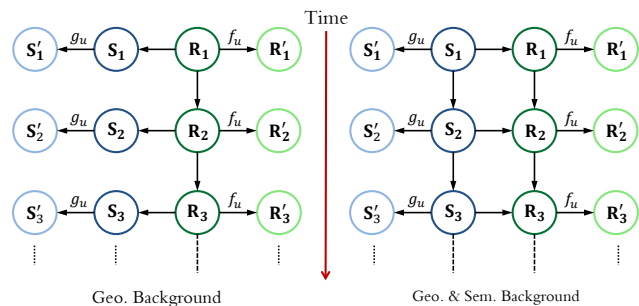 Time
S′₁ gᵤ S₁ R₁ fᵤ R′₁ S′₁ gᵤ S₁ R₁ fᵤ R′₁
S′₂ gᵤ S₂ R₂ fᵤ R′₂ S′₂ gᵤ S₂ R₂ fᵤ R′₂
S′₃ gᵤ S₃ R₃ fᵤ R′₃ S′₃ gᵤ S₃ R₃ fᵤ R′₃
Geo. Background Geo. & Sem. Background